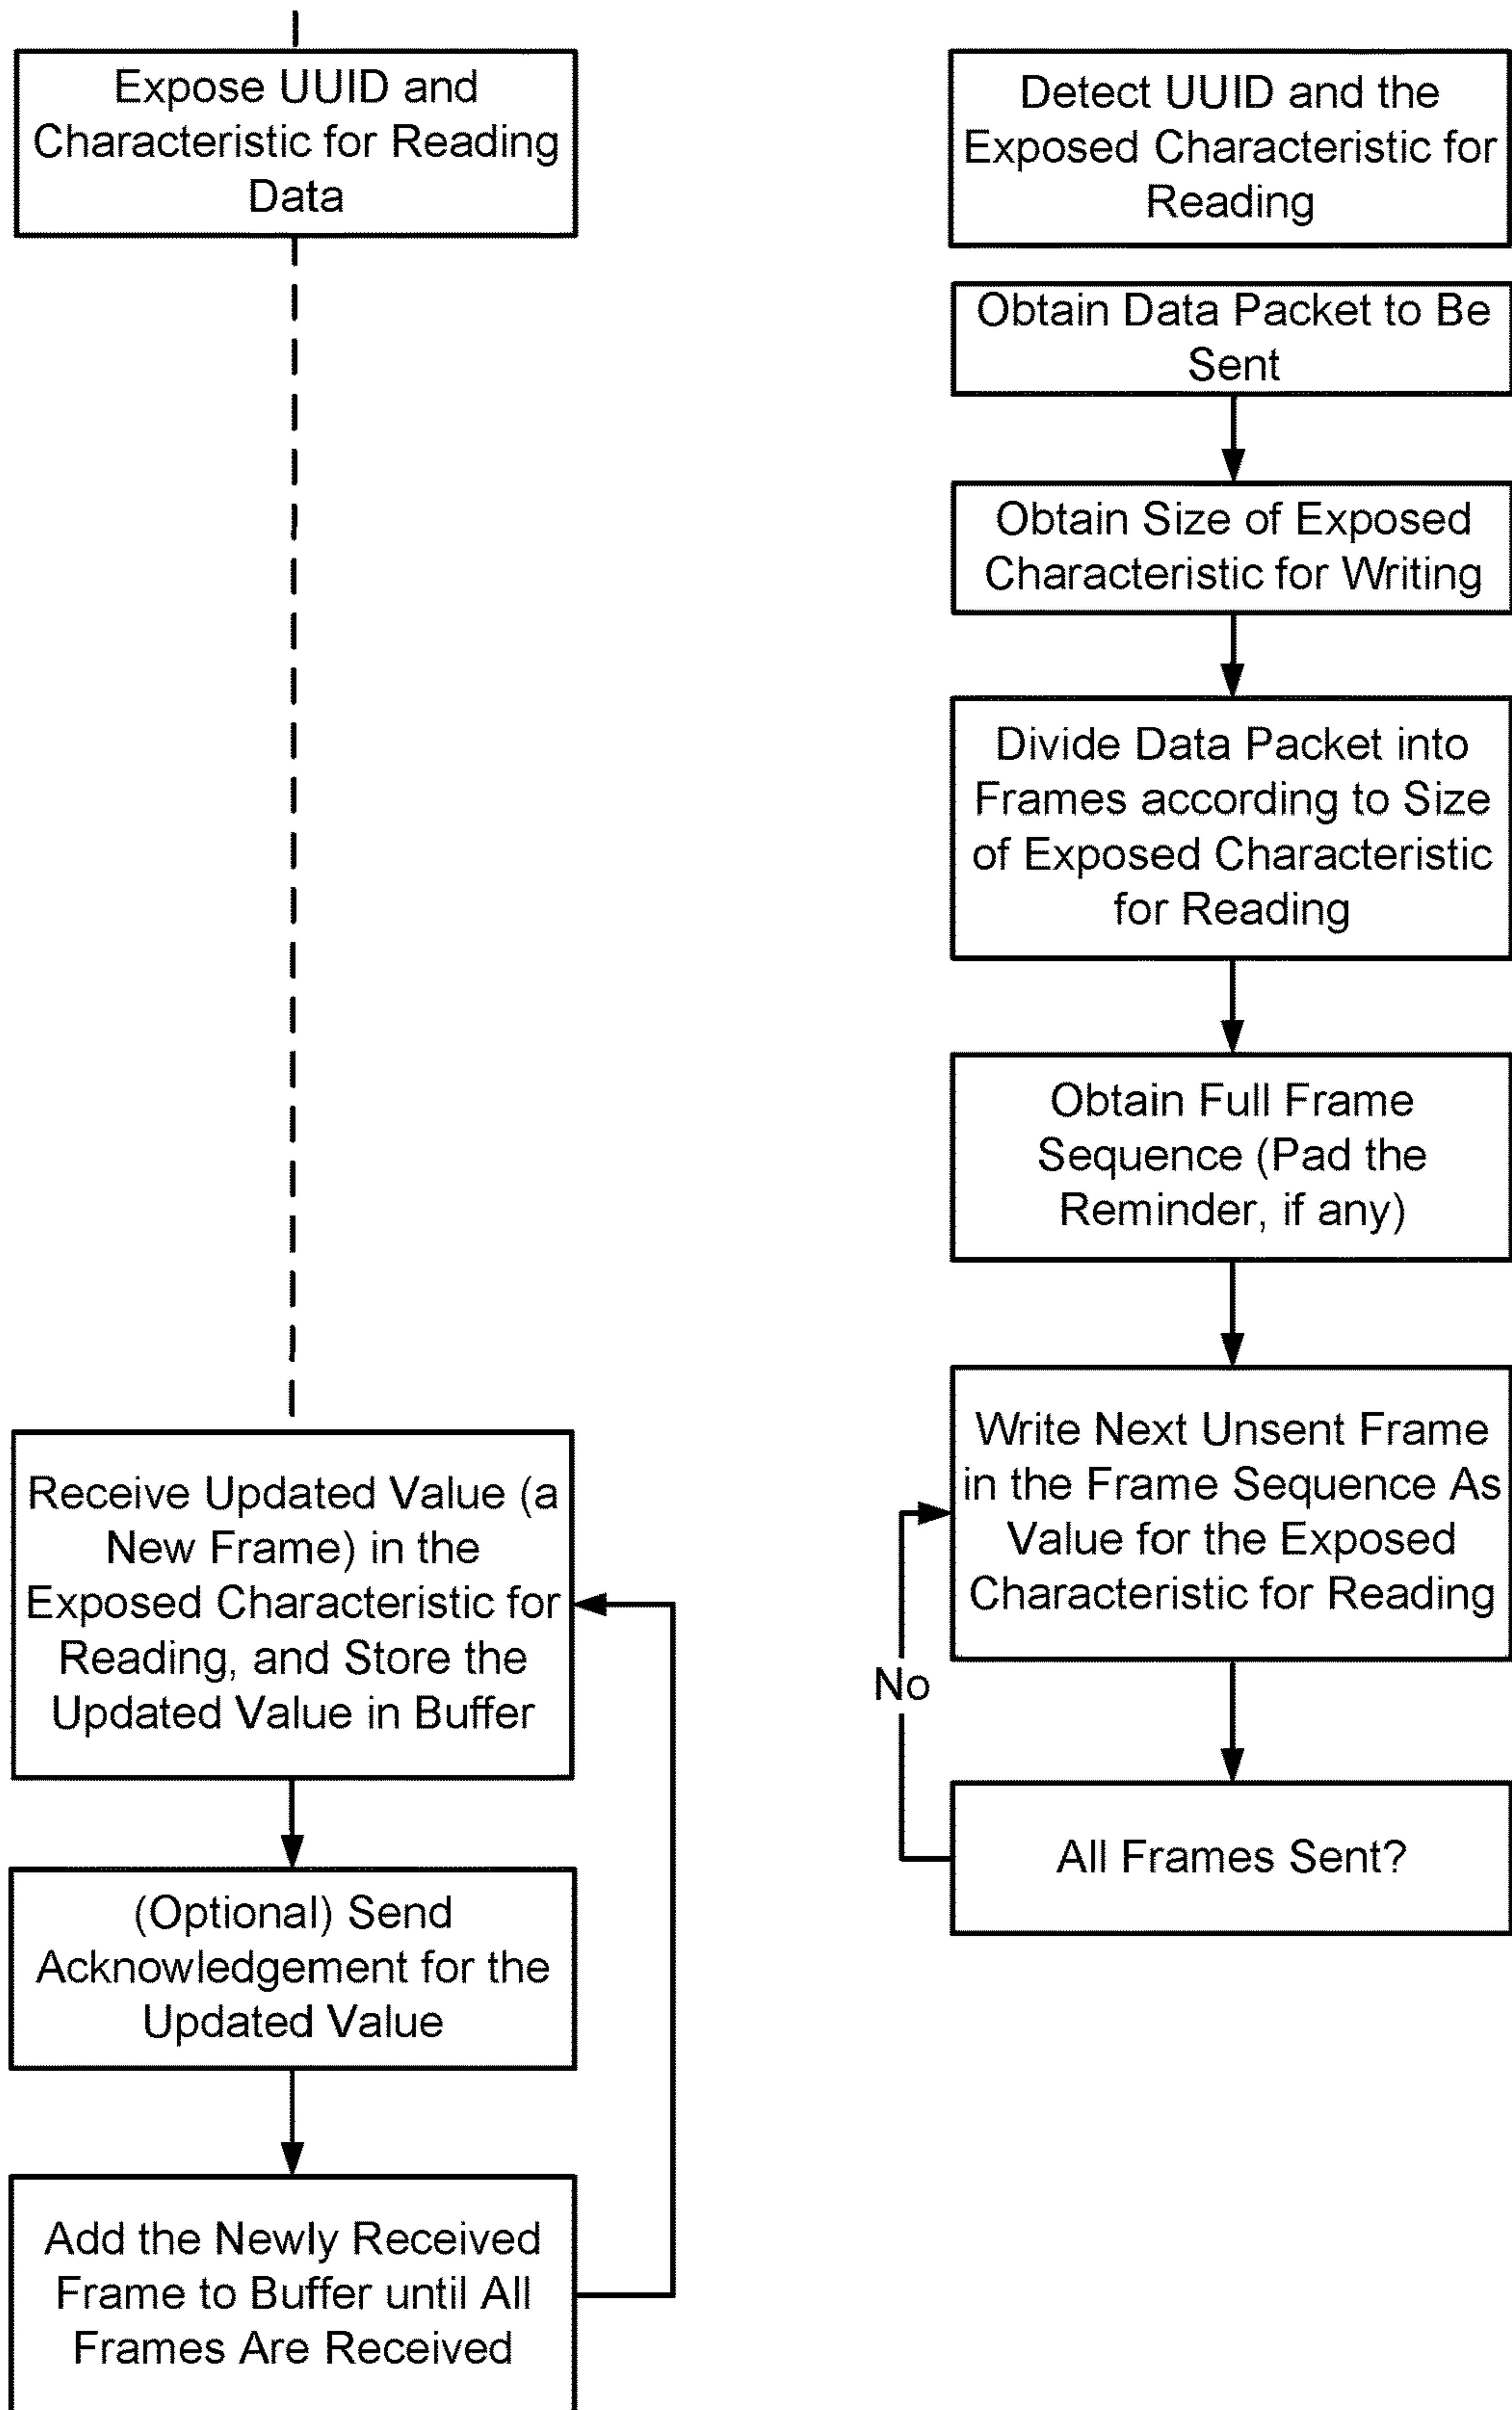 Expose UUID and
Characteristic for Reading
Data
Receive Updated Value (a
New Frame) in the
Exposed Characteristic for
Reading, and Store the
Updated Value in Buffer
(Optional) Send
Acknowledgement for the
Updated Value
Add the Newly Received
Frame to Buffer until All
Frames Are Received
Detect UUID and the
Exposed Characteristic for
Reading
Obtain Data Packet to Be
Sent
Obtain Size of Exposed
Characteristic for Writing
Divide Data Packet into
Frames according to Size
of Exposed Characteristic
for Reading
Obtain Full Frame
Sequence (Pad the
Reminder, if any)
Write Next Unsent Frame
in the Frame Sequence As
Value for the Exposed
Characteristic for Reading
No
All Frames Sent?